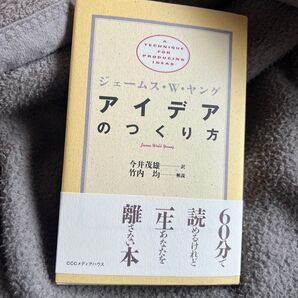 A
TECHNIQUE
FOR
PRODUCING
IDEAS
ジェームス・W・ヤング
アイデア
のつくり方
James Webb Young
今井茂雄 訳
竹内 均 解説
60分で
読めるけれど
一生あなたを
離さない本
CCCメディアハウス